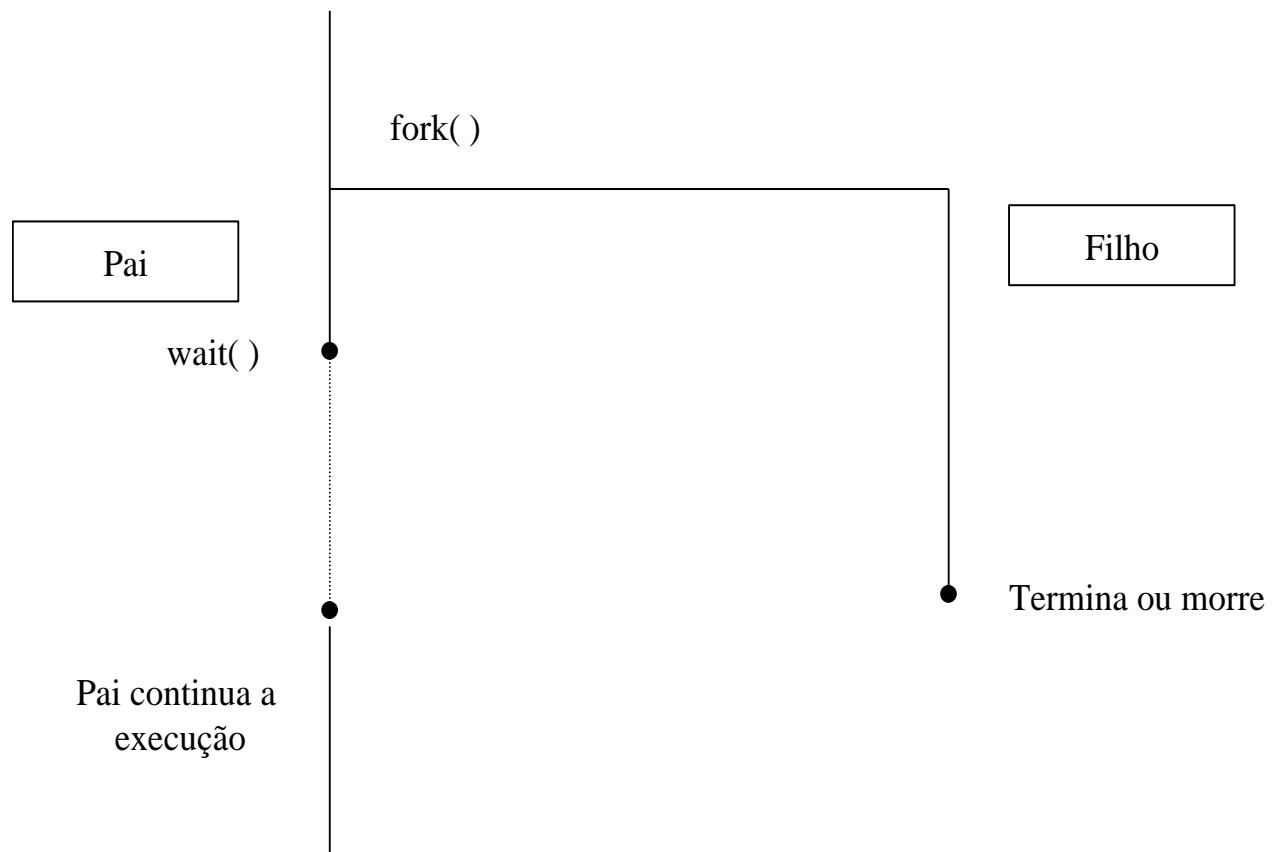 fork( )
Pai
Filho
wait( )
Termina ou morre
Pai continua a
execução